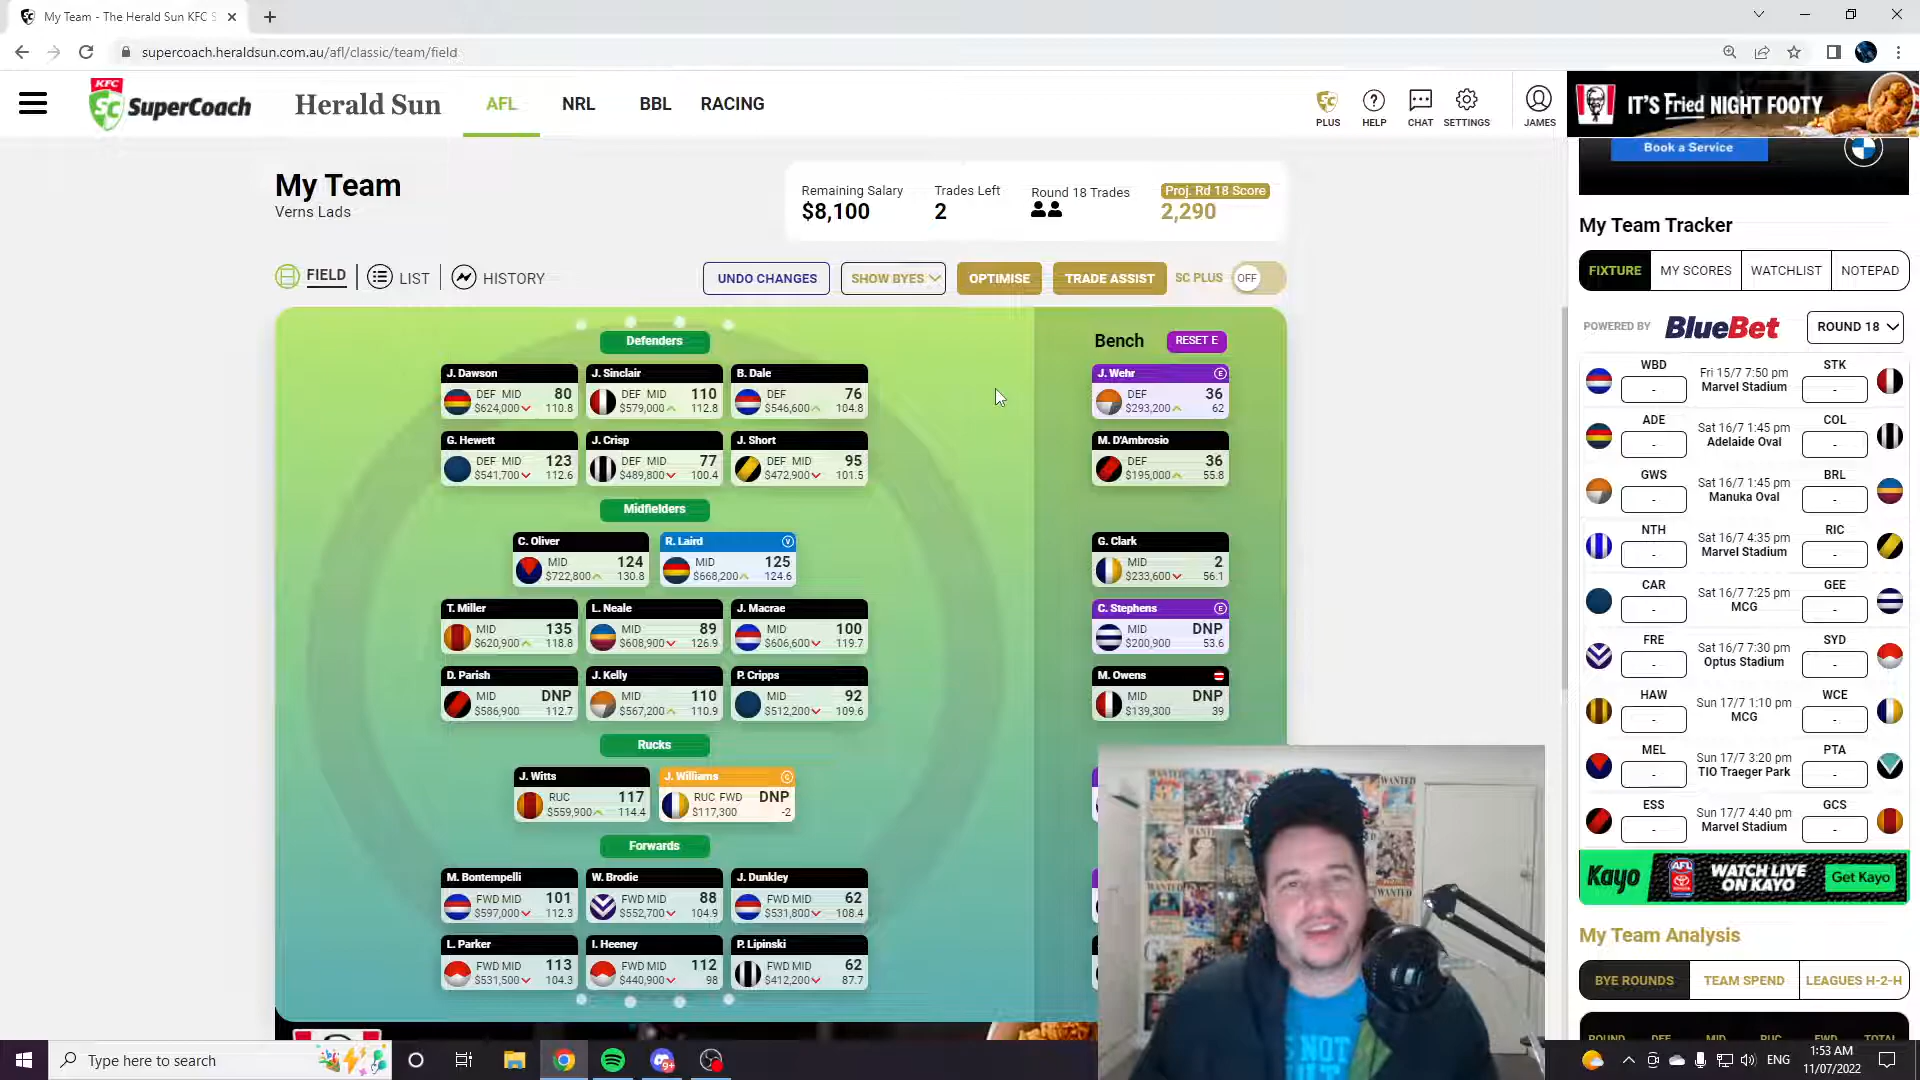 My Team - The Herald Sun KFC S
supercoach.heraldsun.com.au/afl/classic/team/field
KFC
SC SUPERCOACH
Herald Sun
AFL
NRL
BBL
RACING
SC
PLUS
HELP
CHAT
SETTINGS
JAMES
IT'S Fried NIGHT FOOTY
Book a Service
My Team
Verns Lads
Remaining Salary
$8,100
Trades Left
2
Round 18 Trades
Proj. Rd 18 Score
2,290
FIELD
LIST
HISTORY
UNDO CHANGES
SHOW BYES
OPTIMISE
TRADE ASSIST
SC PLUS
OFF
Defenders
J. Dawson
DEF MID 80
$624,000 110.8
J. Sinclair
DEF MID 110
$579,000 112.8
B. Dale
DEF 76
$546,600 104.8
G. Hewett
DEF MID 123
$541,700 112.6
J. Crisp
DEF MID 77
$489,800 100.4
J. Short
DEF MID 95
$472,900 101.5
Midfielders
C. Oliver
MID 124
$722,800 130.8
R. Laird V
MID 125
$668,200 124.6
T. Miller
MID 135
$620,900 118.8
L. Neale
MID 89
$608,900 126.9
J. Macrae
MID 100
$606,600 119.7
D. Parish
MID DNP
$586,900 112.7
J. Kelly
MID 110
$567,200 110.9
P. Cripps
MID 92
$512,200 109.6
Rucks
J. Witts
RUC 117
$559,900 114.4
J. Williams C
RUC FWD DNP
$117,300 -2
Forwards
M. Bontempelli
FWD MID 101
$597,000 112.3
W. Brodie
FWD MID 88
$552,700 104.9
J. Dunkley
FWD MID 62
$531,800 108.4
L. Parker
FWD MID 113
$531,500 104.3
I. Heeney
FWD MID 112
$440,900 98
P. Lipinski
FWD MID 62
$412,200 87.7
Bench
RESET E
J. Wehr E
DEF 36
$293,200 62
M. D'Ambrosio
DEF 36
$195,000 55.8
G. Clark
MID 2
$233,600 56.1
C. Stephens E
MID DNP
$200,900 53.6
M. Owens
MID DNP
$139,300 39
WANTED
WANTED
WANTED
My Team Tracker
FIXTURE
MY SCORES
WATCHLIST
NOTEPAD
POWERED BY BLUEBET
ROUND 18
WBD Fri 15/7 7:50 pm STK
- Marvel Stadium -
ADE Sat 16/7 1:45 pm COL
- Adelaide Oval -
GWS Sat 16/7 1:45 pm BRL
- Manuka Oval -
NTH Sat 16/7 4:35 pm RIC
- Marvel Stadium -
CAR Sat 16/7 7:25 pm GEE
- MCG -
FRE Sat 16/7 7:30 pm SYD
- Optus Stadium -
HAW Sun 17/7 1:10 pm WCE
- MCG -
MEL Sun 17/7 3:20 pm PTA
- TIO Traeger Park -
ESS Sun 17/7 4:40 pm GCS
- Marvel Stadium -
Kayo
AFL
WATCH LIVE
ON KAYO
Get Kayo
My Team Analysis
BYE ROUNDS
TEAM SPEND
LEAGUES H-2-H
ROUND DEF MID RUC FWD TOTAL
Type here to search
9+
ENG
1:53 AM
11/07/2022